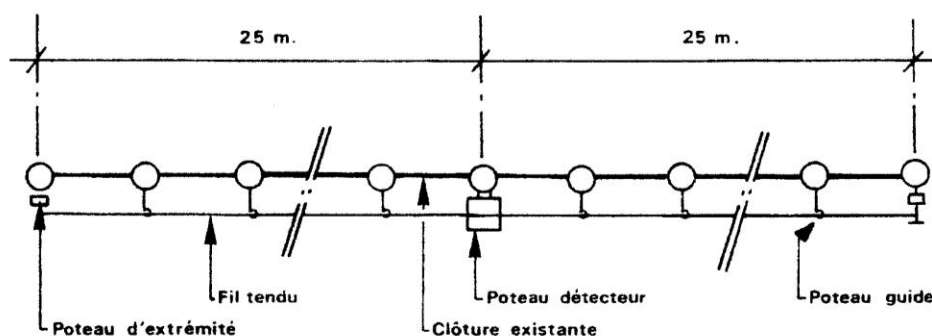 25 m. 25 m.
Fil tendu Poteau détecteur Poteau guide
Poteau d'extrémité Clôture existante